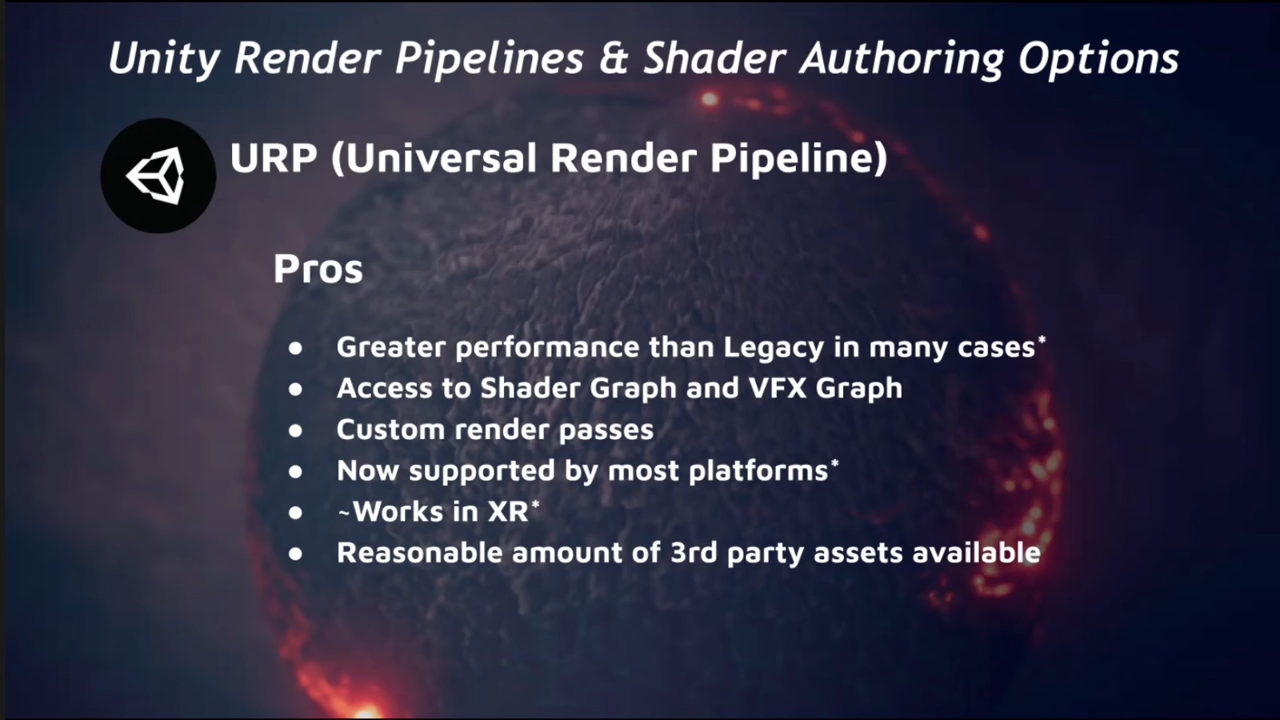 Unity Render Pipelines & Shader Authoring Options
URP (Universal Render Pipeline)
Pros
● Greater performance than Legacy in many cases*
● Access to Shader Graph and VFX Graph
● Custom render passes
● Now supported by most platforms*
● ~Works in XR*
● Reasonable amount of 3rd party assets available